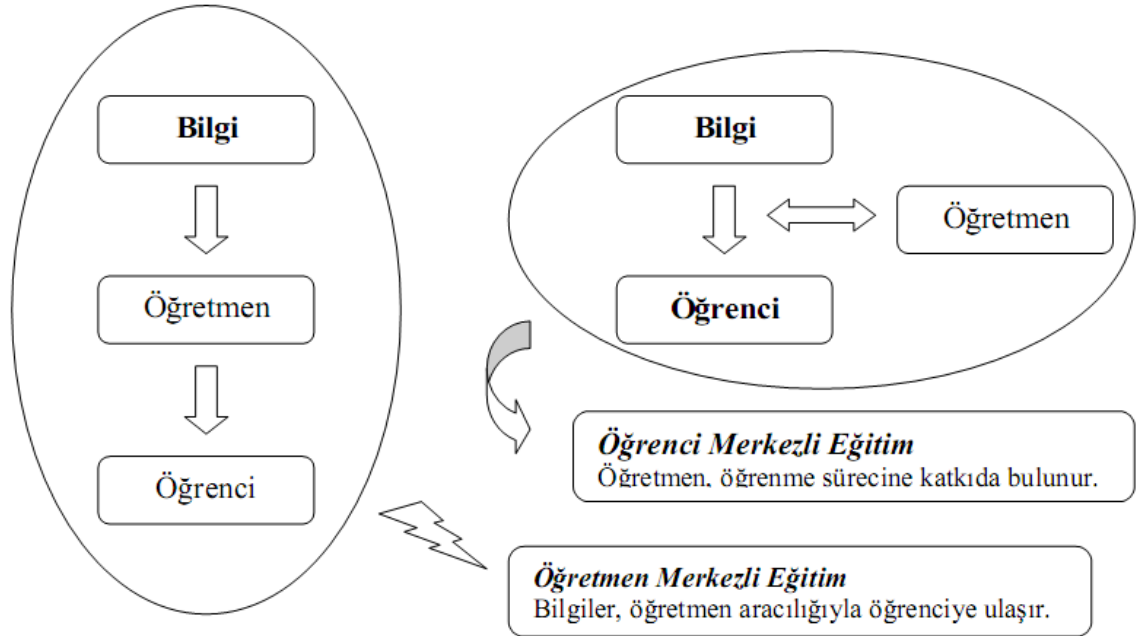 Bilgi
Öğretmen
Öğrenci
Bilgi
Öğretmen
Öğrenci
Öğrenci Merkezli Eğitim
Öğretmen, öğrenme sürecine katkıda bulunur.
Öğretmen Merkezli Eğitim
Bilgiler, öğretmen aracılığıyla öğrenciye ulaşır.